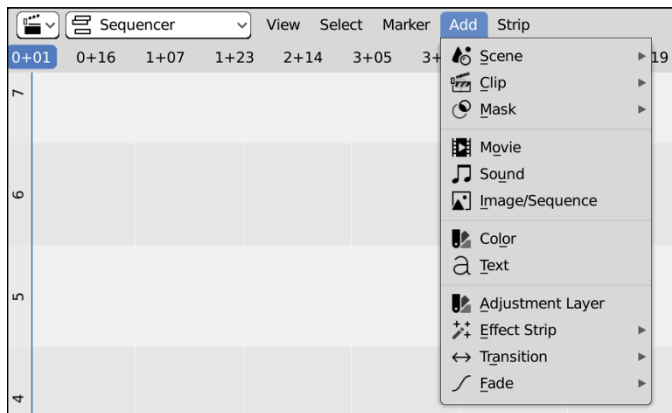 Sequencer View Select Marker Add Strip
0+01 0+16 1+07 1+23 2+14 3+05 3+ 19
Scene
Clip
Mask
Movie
Sound
Image/Sequence
Color
Text
Adjustment Layer
Effect Strip
Transition
Fade
7
6
5
4